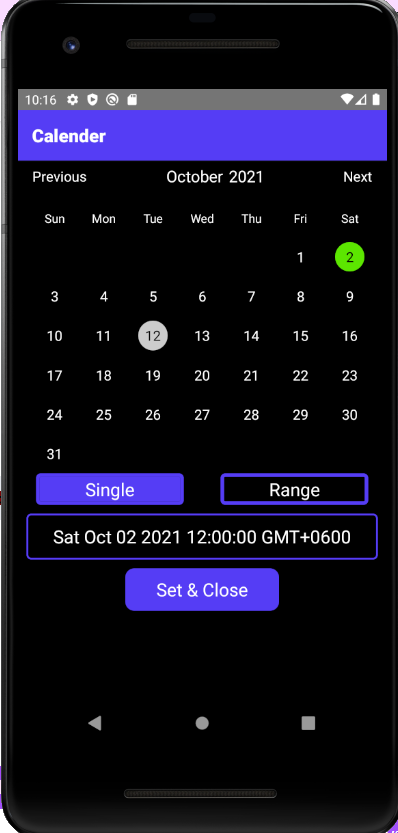 10:16
Calender
Previous October 2021 Next
Sun Mon Tue Wed Thu Fri Sat
1 2
3 4 5 6 7 8 9
10 11 12 13 14 15 16
17 18 19 20 21 22 23
24 25 26 27 28 29 30
31
Single Range
Sat Oct 02 2021 12:00:00 GMT+0600
Set & Close